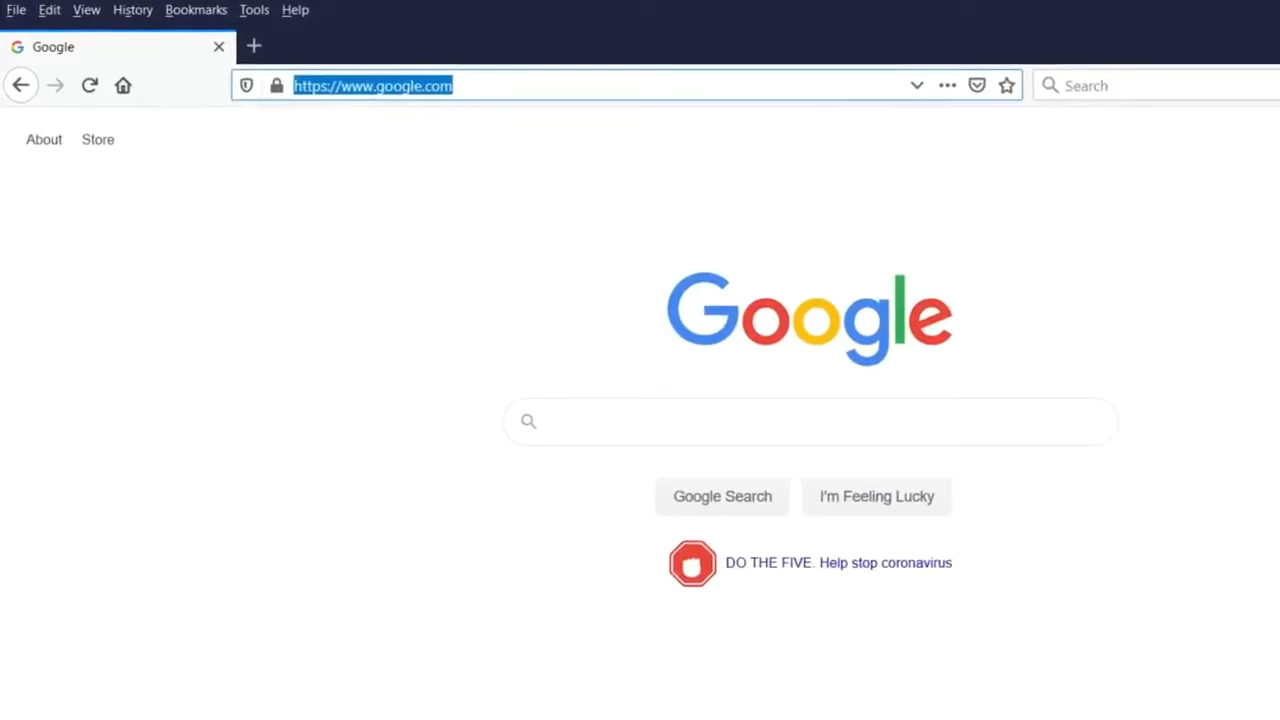 File Edit View History Bookmarks Tools Help
Google
https://www.google.com
Search
About Store
Google
Google Search I'm Feeling Lucky
DO THE FIVE. Help stop coronavirus